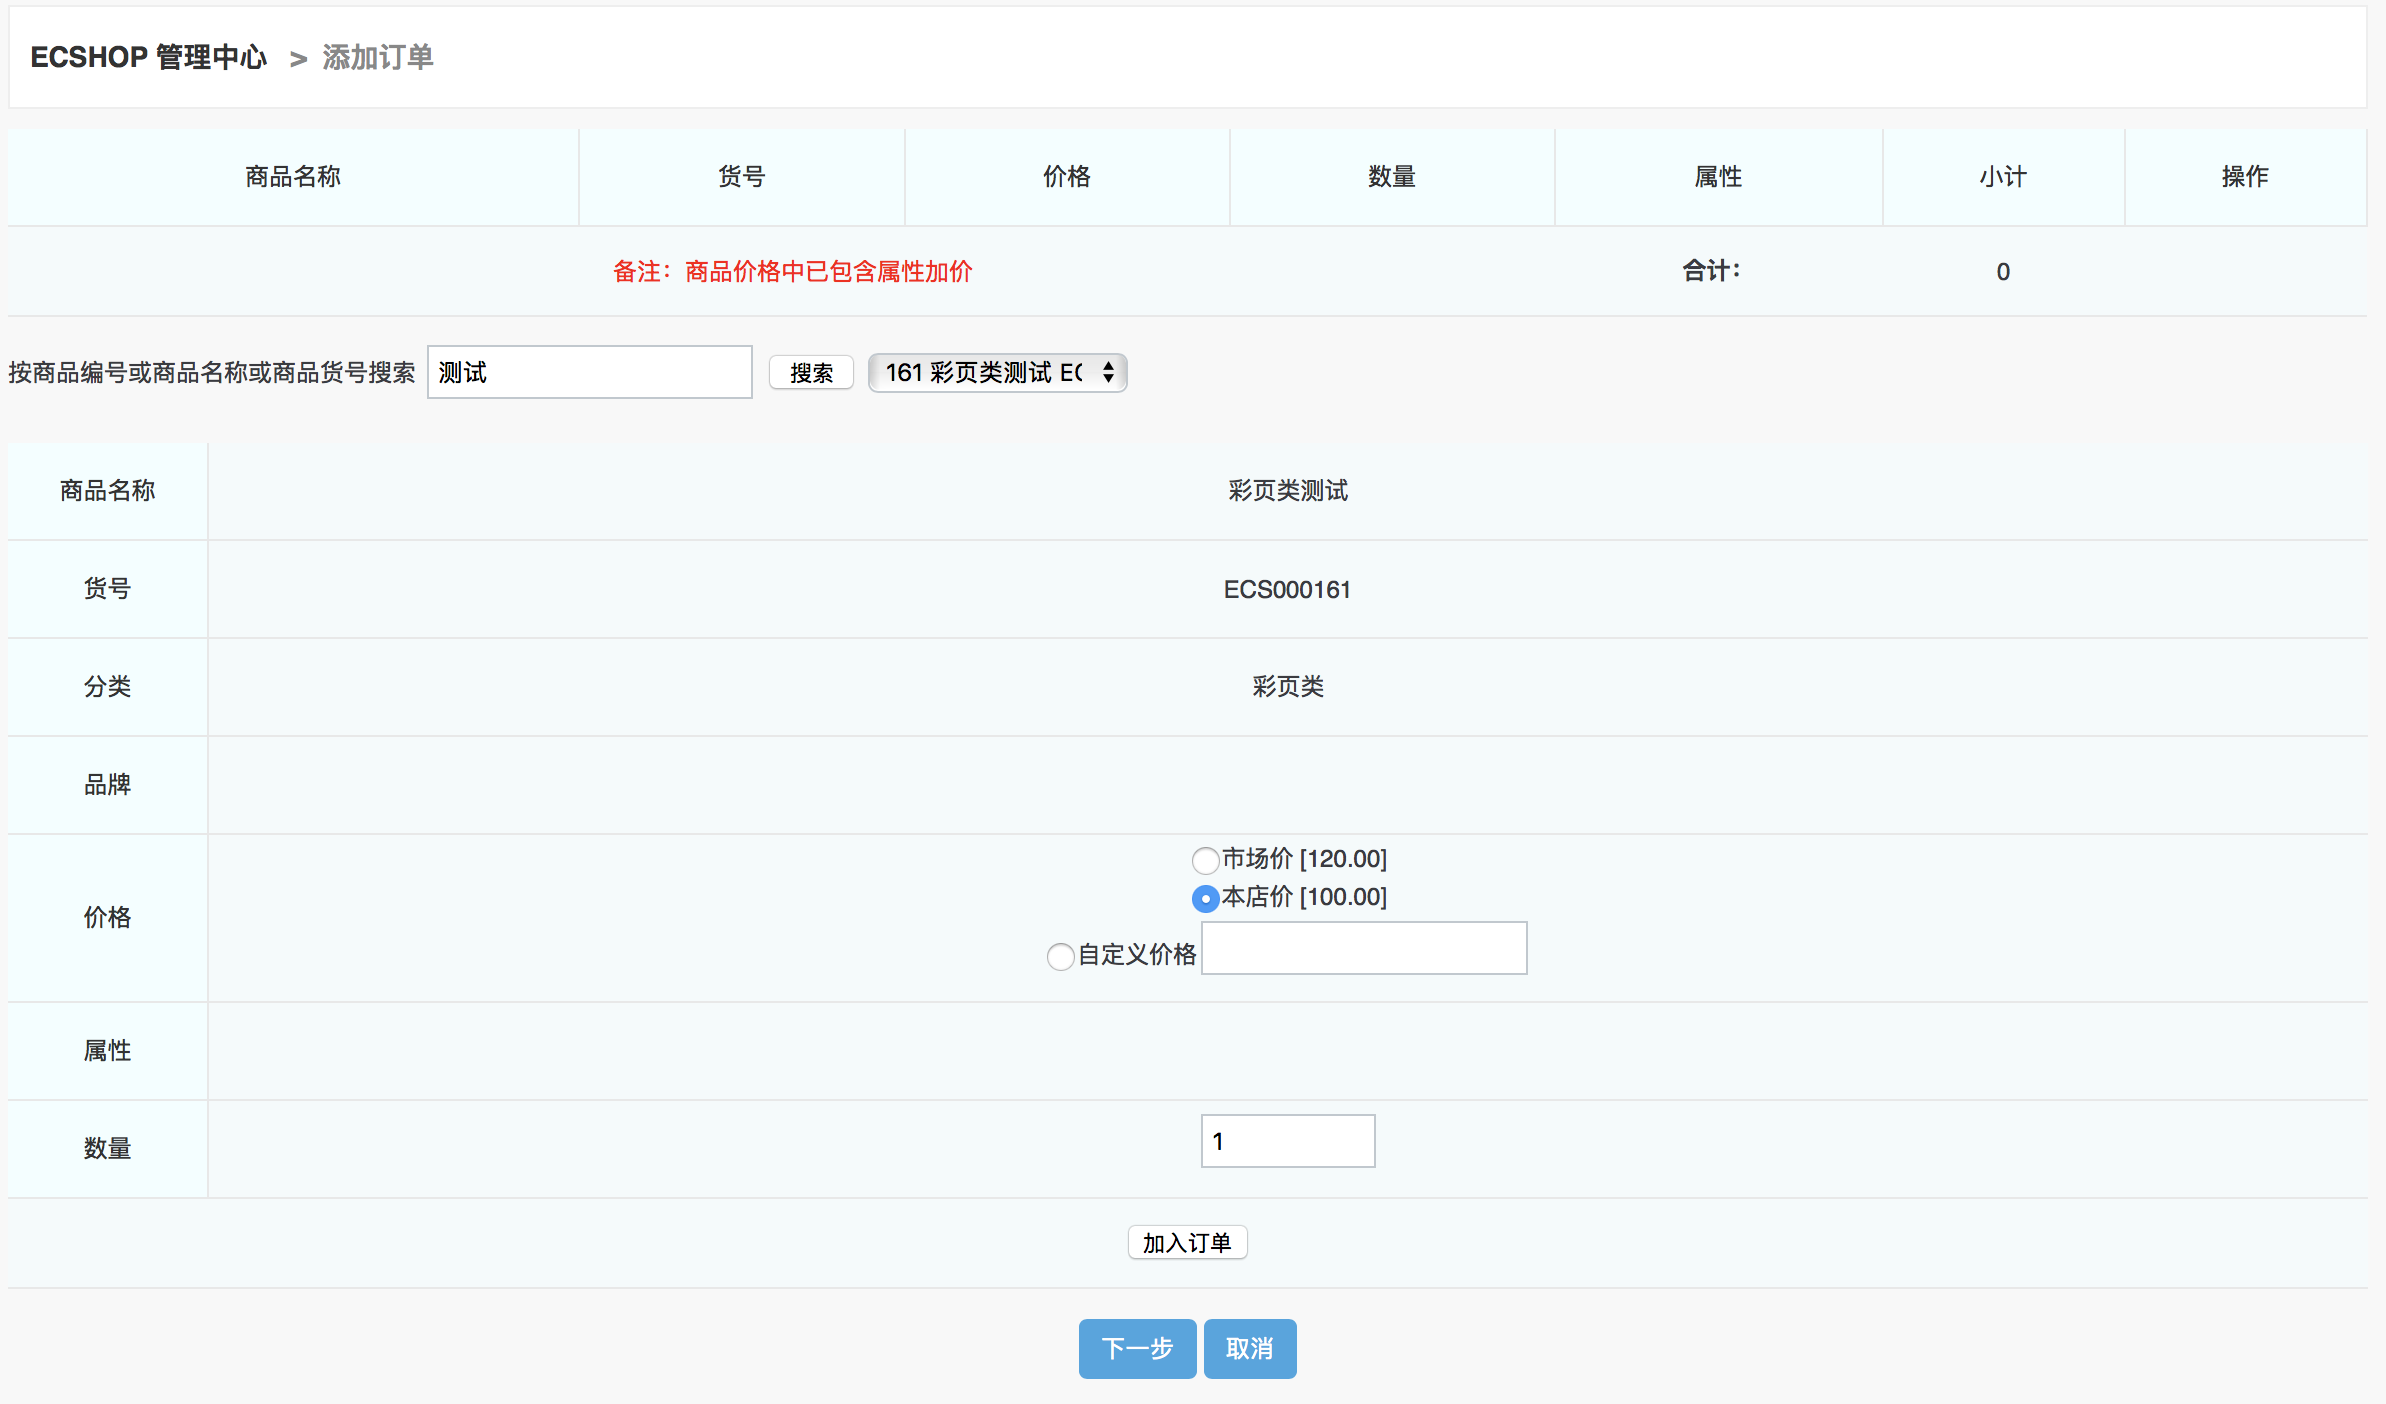 ECSHOP 管理中心 > 添加订单
商品名称 货号 价格 数量 属性 小计 操作
备注：商品价格中已包含属性加价 合计： 0
按商品编号或商品名称或商品货号搜索 测试 搜索 161 彩页类测试 EC
商品名称 彩页类测试
货号 ECS000161
分类 彩页类
品牌
价格
市场价 [120.00]
本店价 [100.00]
自定义价格
属性
数量 1
加入订单
下一步 取消